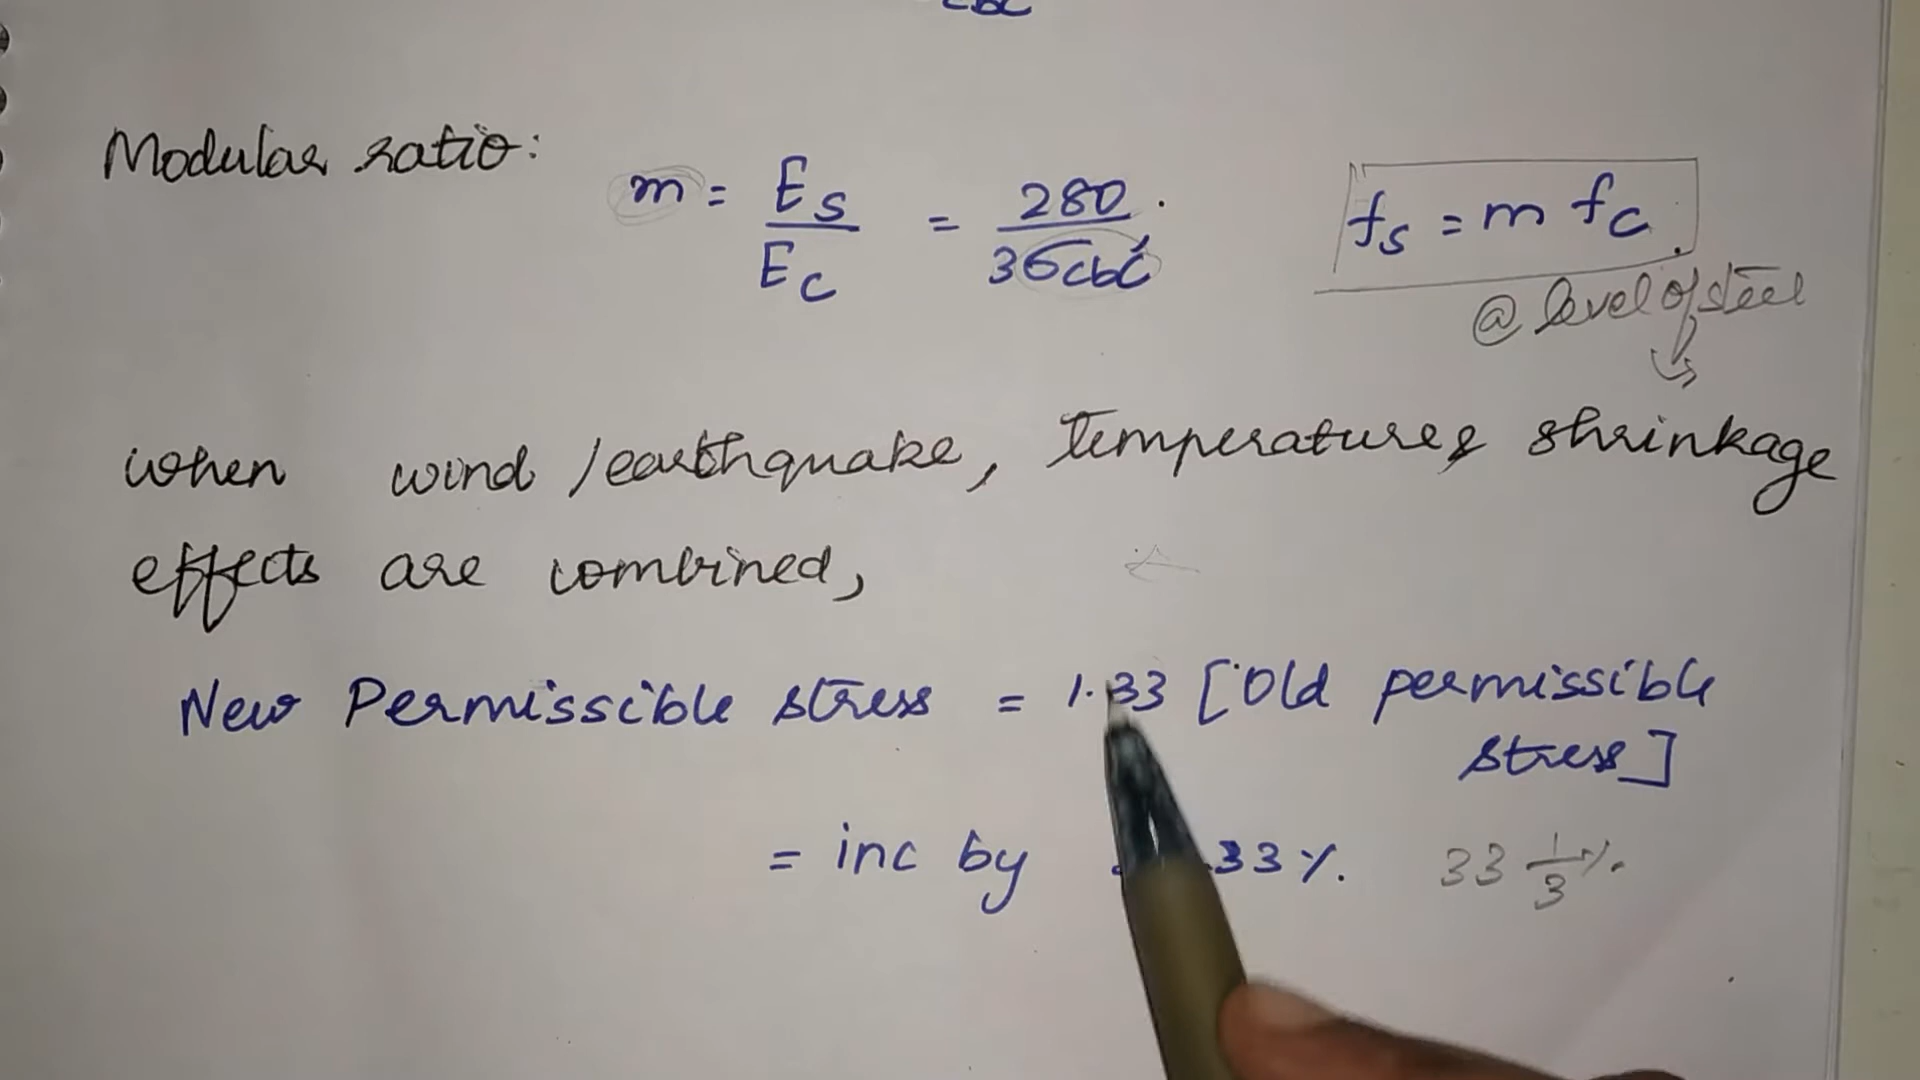 cbc
Modular ratio:
m = Es / Ec = 280 / 3σcbc
fs = m fc.
@ level of steel
when wind /earthquake, Temperature & shrinkage
effects are combined,
New Permissible stress = 1.33 [Old permissible
stress]
= inc by 33%. 33 1/3 %.